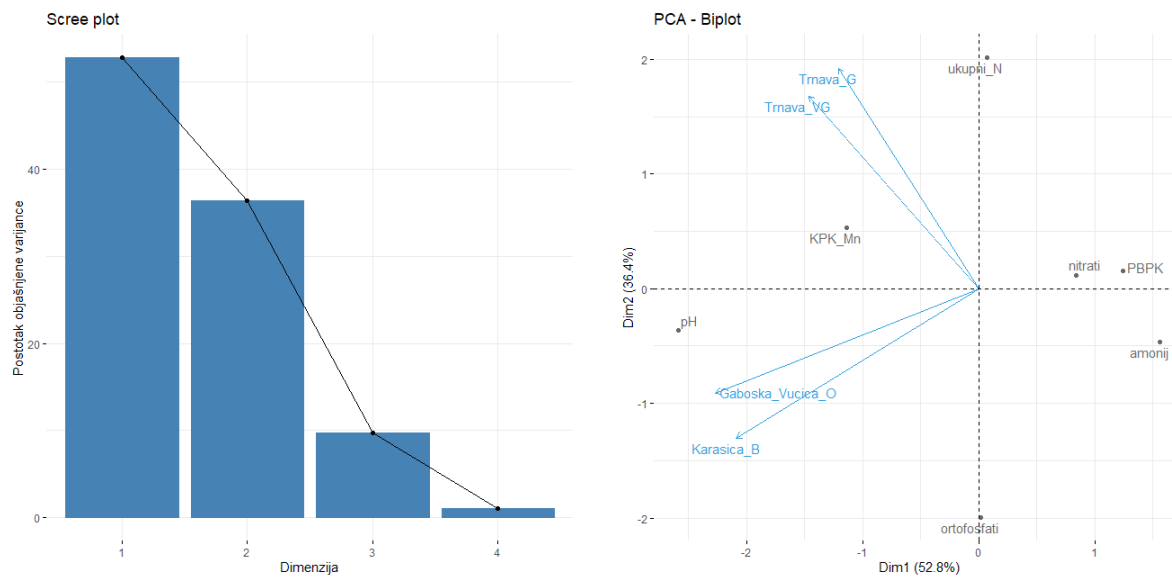 Scree plot
Postotak objašnjene varijance
40
20
0
1
2
3
4
Dimenzija
PCA - Biplot
Dim2 (36.4%)
2
1
0
-1
-2
ukupni_N
Trnava_G
Trnava_VG
KPK_Mn
nitrati
PBPK
pH
amonij
Gaboska_Vucica_O
Karasica_B
ortofosfati
-2
-1
0
1
Dim1 (52.8%)